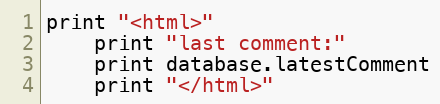 1 print "<html>"
2     print "last comment:"
3     print database.latestComment
4     print "</html>"